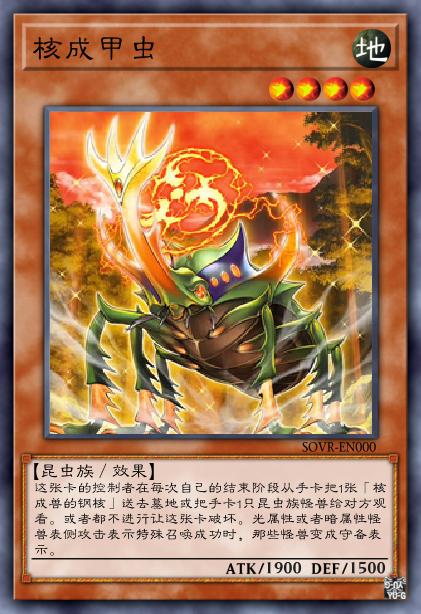 核成甲虫
地
SOVR-EN000
【昆虫族／效果】
这张卡的控制者在每次自己的结束阶段从手卡把1张「核
成兽的钢核」送去墓地或把手卡1只昆虫族怪兽给对方观
看。或者都不进行让这张卡破坏。光属性或者暗属性怪
兽表侧攻击表示特殊召唤成功时，那些怪兽变成守备表
示。
ATK/1900 DEF/1500